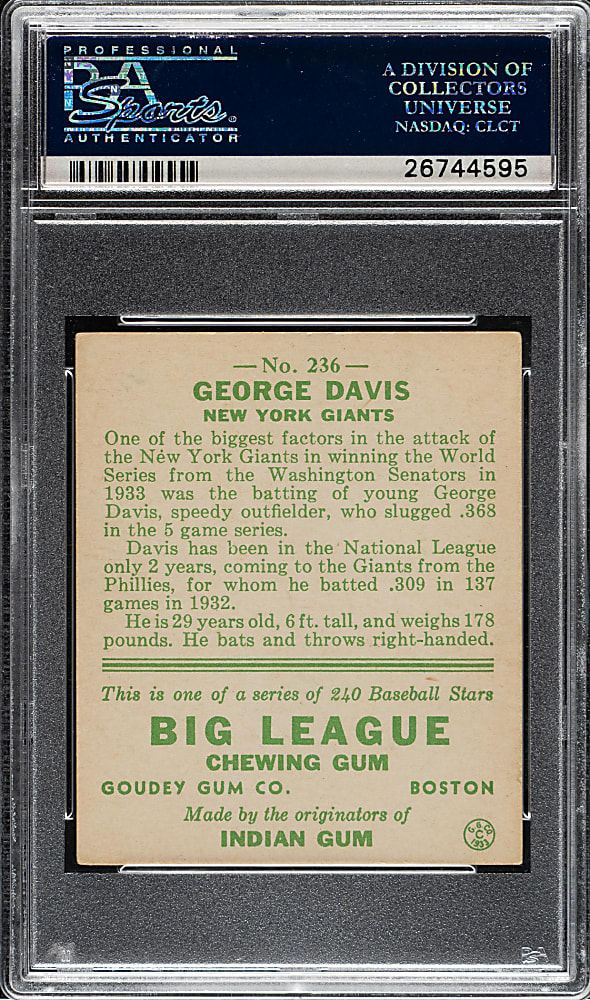 PROFESSIONAL
PSA
Sports
AUTHENTICATOR
A DIVISION OF
COLLECTORS
UNIVERSE
NASDAQ: CLCT
26744595
— No. 236 —
GEORGE DAVIS
NEW YORK GIANTS
One of the biggest factors in the attack of
the New York Giants in winning the World
Series from the Washington Senators in
1933 was the batting of young George
Davis, speedy outfielder, who slugged .368
in the 5 game series.
Davis has been in the National League
only 2 years, coming to the Giants from the
Phillies, for whom he batted .309 in 137
games in 1932.
He is 29 years old, 6 ft. tall, and weighs 178
pounds. He bats and throws right-handed.
This is one of a series of 240 Baseball Stars
BIG LEAGUE
CHEWING GUM
GOUDEY GUM CO. BOSTON
Made by the originators of
INDIAN GUM
G. G. CO.
C
1933